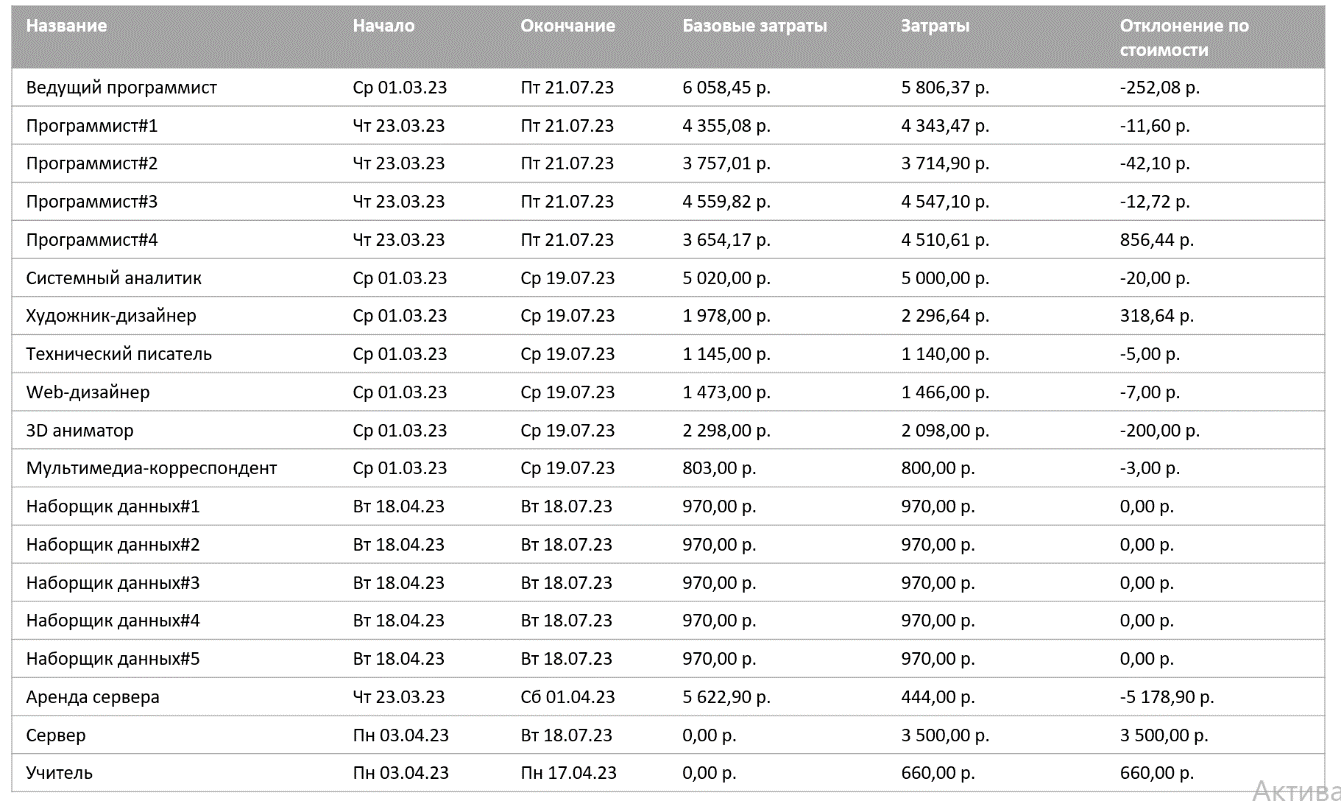 Название Начало Окончание Базовые затраты Затраты Отклонение по
стоимости
Ведущий программист Ср 01.03.23 Пт 21.07.23 6 058,45 р. 5 806,37 р. -252,08 р.
Программист#1 Чт 23.03.23 Пт 21.07.23 4 355,08 р. 4 343,47 р. -11,60 р.
Программист#2 Чт 23.03.23 Пт 21.07.23 3 757,01 р. 3 714,90 р. -42,10 р.
Программист#3 Чт 23.03.23 Пт 21.07.23 4 559,82 р. 4 547,10 р. -12,72 р.
Программист#4 Чт 23.03.23 Пт 21.07.23 3 654,17 р. 4 510,61 р. 856,44 р.
Системный аналитик Ср 01.03.23 Ср 19.07.23 5 020,00 р. 5 000,00 р. -20,00 р.
Художник-дизайнер Ср 01.03.23 Ср 19.07.23 1 978,00 р. 2 296,64 р. 318,64 р.
Технический писатель Ср 01.03.23 Ср 19.07.23 1 145,00 р. 1 140,00 р. -5,00 р.
Web-дизайнер Ср 01.03.23 Ср 19.07.23 1 473,00 р. 1 466,00 р. -7,00 р.
3D аниматор Ср 01.03.23 Ср 19.07.23 2 298,00 р. 2 098,00 р. -200,00 р.
Мультимедиа-корреспондент Ср 01.03.23 Ср 19.07.23 803,00 р. 800,00 р. -3,00 р.
Наборщик данных#1 Вт 18.04.23 Вт 18.07.23 970,00 р. 970,00 р. 0,00 р.
Наборщик данных#2 Вт 18.04.23 Вт 18.07.23 970,00 р. 970,00 р. 0,00 р.
Наборщик данных#3 Вт 18.04.23 Вт 18.07.23 970,00 р. 970,00 р. 0,00 р.
Наборщик данных#4 Вт 18.04.23 Вт 18.07.23 970,00 р. 970,00 р. 0,00 р.
Наборщик данных#5 Вт 18.04.23 Вт 18.07.23 970,00 р. 970,00 р. 0,00 р.
Аренда сервера Чт 23.03.23 Сб 01.04.23 5 622,90 р. 444,00 р. -5 178,90 р.
Сервер Пн 03.04.23 Вт 18.07.23 0,00 р. 3 500,00 р. 3 500,00 р.
Учитель Пн 03.04.23 Пн 17.04.23 0,00 р. 660,00 р. 660,00 р.
Актива